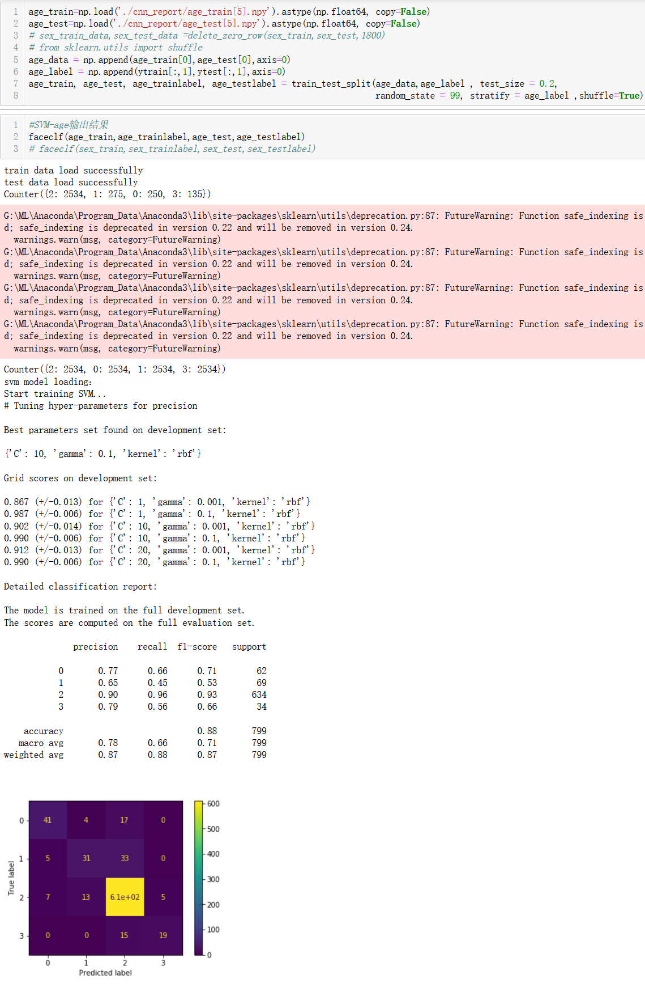 1 age_train=np.load('./cnn_report/age_train[5].npy').astype(np.float64, copy=False)
2 age_test=np.load('./cnn_report/age_test[5].npy').astype(np.float64, copy=False)
3 # sex_train_data,sex_test_data =delete_zero_row(sex_train,sex_test,1800)
4 # from sklearn.utils import shuffle
5 age_data = np.append(age_train[0],age_test[0],axis=0)
6 age_label = np.append(ytrain[:,1],ytest[:,1],axis=0)
7 age_train, age_test, age_trainlabel, age_testlabel = train_test_split(age_data,age_label , test_size = 0.2,
8 random_state = 99, stratify = age_label ,shuffle=True)
1 #SVM-age输出结果
2 faceclf(age_train,age_trainlabel,age_test,age_testlabel)
3 # faceclf(sex_train,sex_trainlabel,sex_test,sex_testlabel)
train data load successfully
test data load successfully
Counter({2: 2534, 1: 275, 0: 250, 3: 135})
G:\ML\Anaconda\Program_Data\Anaconda3\lib\site-packages\sklearn\utils\deprecation.py:87: FutureWarning: Function safe_indexing is
d; safe_indexing is deprecated in version 0.22 and will be removed in version 0.24.
warnings.warn(msg, category=FutureWarning)
G:\ML\Anaconda\Program_Data\Anaconda3\lib\site-packages\sklearn\utils\deprecation.py:87: FutureWarning: Function safe_indexing is
d; safe_indexing is deprecated in version 0.22 and will be removed in version 0.24.
warnings.warn(msg, category=FutureWarning)
G:\ML\Anaconda\Program_Data\Anaconda3\lib\site-packages\sklearn\utils\deprecation.py:87: FutureWarning: Function safe_indexing is
d; safe_indexing is deprecated in version 0.22 and will be removed in version 0.24.
warnings.warn(msg, category=FutureWarning)
G:\ML\Anaconda\Program_Data\Anaconda3\lib\site-packages\sklearn\utils\deprecation.py:87: FutureWarning: Function safe_indexing is
d; safe_indexing is deprecated in version 0.22 and will be removed in version 0.24.
warnings.warn(msg, category=FutureWarning)
Counter({2: 2534, 0: 2534, 1: 2534, 3: 2534})
svm model loading:
Start training SVM...
# Tuning hyper-parameters for precision
Best parameters set found on development set:
{'C': 10, 'gamma': 0.1, 'kernel': 'rbf'}
Grid scores on development set:
0.867 (+/-0.013) for {'C': 1, 'gamma': 0.001, 'kernel': 'rbf'}
0.987 (+/-0.006) for {'C': 1, 'gamma': 0.1, 'kernel': 'rbf'}
0.902 (+/-0.014) for {'C': 10, 'gamma': 0.001, 'kernel': 'rbf'}
0.990 (+/-0.006) for {'C': 10, 'gamma': 0.1, 'kernel': 'rbf'}
0.912 (+/-0.013) for {'C': 20, 'gamma': 0.001, 'kernel': 'rbf'}
0.990 (+/-0.006) for {'C': 20, 'gamma': 0.1, 'kernel': 'rbf'}
Detailed classification report:
The model is trained on the full development set.
The scores are computed on the full evaluation set.
precision recall f1-score support
0 0.77 0.66 0.71 62
1 0.65 0.45 0.53 69
2 0.90 0.96 0.93 634
3 0.79 0.56 0.66 34
accuracy 0.88 799
macro avg 0.78 0.66 0.71 799
weighted avg 0.87 0.88 0.87 799
0 41 4 17 0
1 5 31 33 0
2 7 13 6.1e+02 5
3 0 0 15 19
0 1 2 3
Predicted label
True label
600
500
400
300
200
100
0